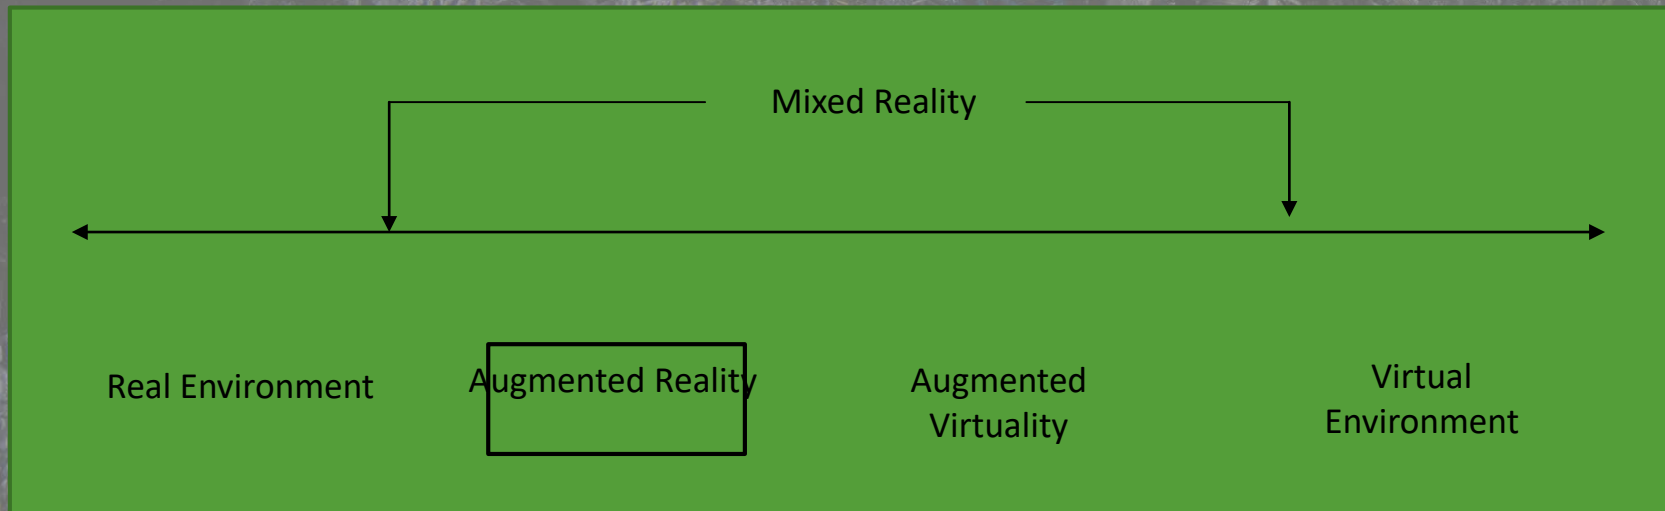 Mixed Reality
Real Environment
Augmented Reality
Augmented
Virtuality
Virtual
Environment